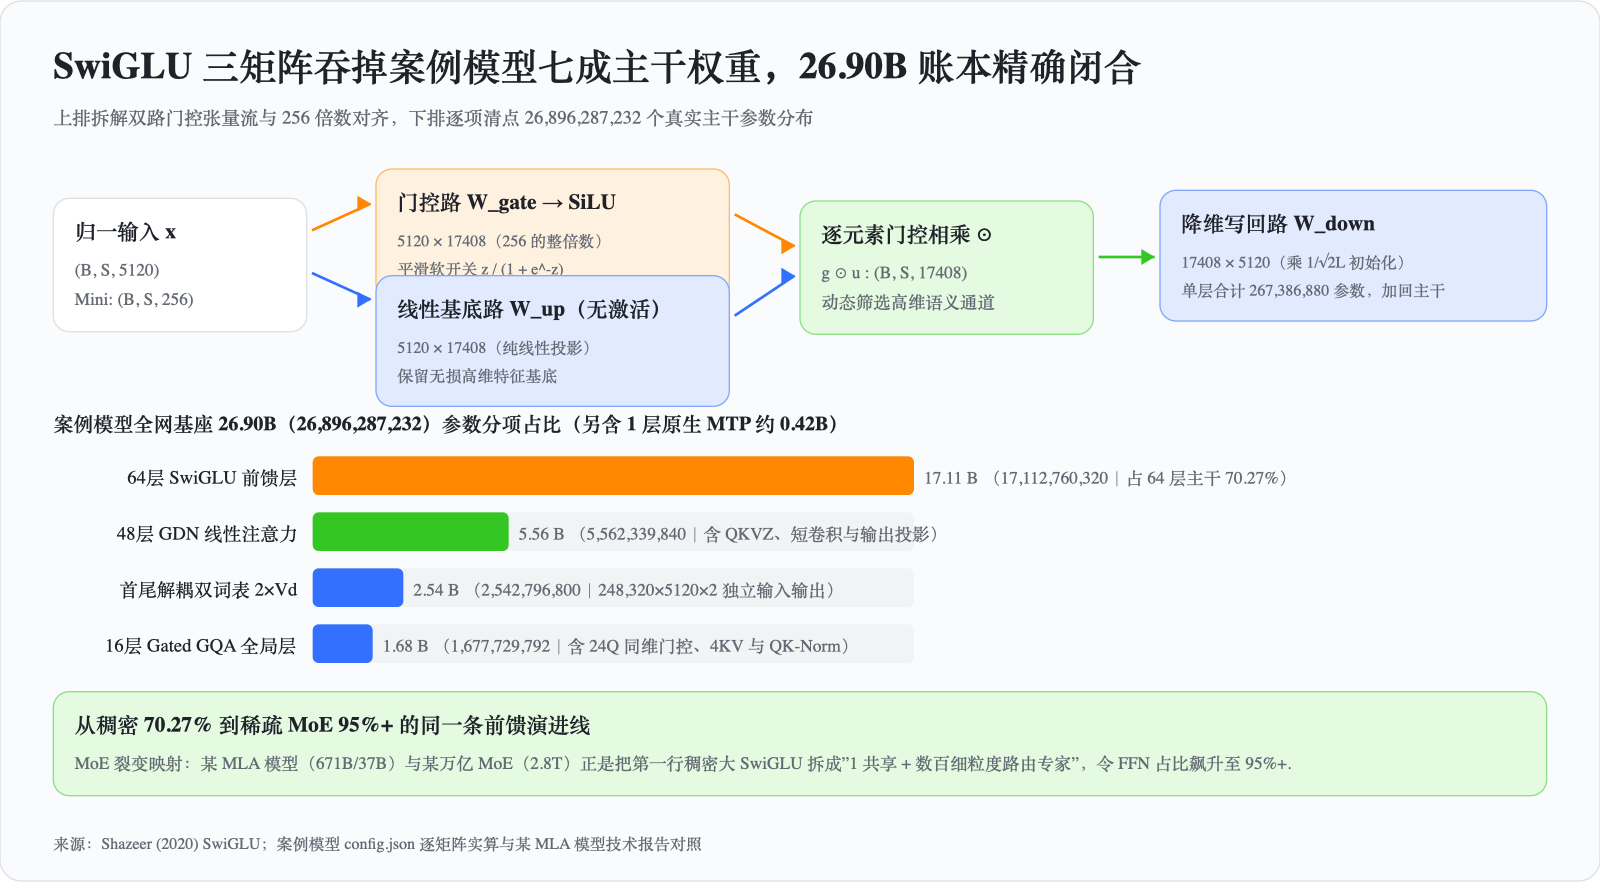 SwiGLU 三矩阵吞掉案例模型七成主干权重，26.90B 账本精确闭合
上排拆解双路门控张量流与 256 倍数对齐，下排逐项清点 26,896,287,232 个真实主干参数分布
归一输入 x
(B, S, 5120)
Mini: (B, S, 256)
门控路 W_gate → SiLU
5120 × 17408（256 的整倍数）
平滑软开关 z / (1 + e^-z)
线性基底路 W_up（无激活）
5120 × 17408（纯线性投影）
保留无损高维特征基底
逐元素门控相乘 ⊙
g ⊙ u : (B, S, 17408)
动态筛选高维语义通道
降维写回路 W_down
17408 × 5120（乘 1/√2L 初始化）
单层合计 267,386,880 参数，加回主干
案例模型全网基座 26.90B（26,896,287,232）参数分项占比（另含 1 层原生 MTP 约 0.42B）
64层 SwiGLU 前馈层
17.11 B （17,112,760,320 | 占 64 层主干 70.27%）
48层 GDN 线性注意力
5.56 B （5,562,339,840 | 含 QKVZ、短卷积与输出投影）
首尾解耦双词表 2×Vd
2.54 B （2,542,796,800 | 248,320×5120×2 独立输入输出）
16层 Gated GQA 全局层
1.68 B （1,677,729,792 | 含 24Q 同维门控、4KV 与 QK-Norm）
从稠密 70.27% 到稀疏 MoE 95%+ 的同一条前馈演进线
MoE 裂变映射：某 MLA 模型（671B/37B）与某万亿 MoE（2.8T）正是把第一行稠密大 SwiGLU 拆成”1 共享 + 数百细粒度路由专家”，令 FFN 占比飙升至 95%+.
来源：Shazeer (2020) SwiGLU；案例模型 config.json 逐矩阵实算与某 MLA 模型技术报告对照